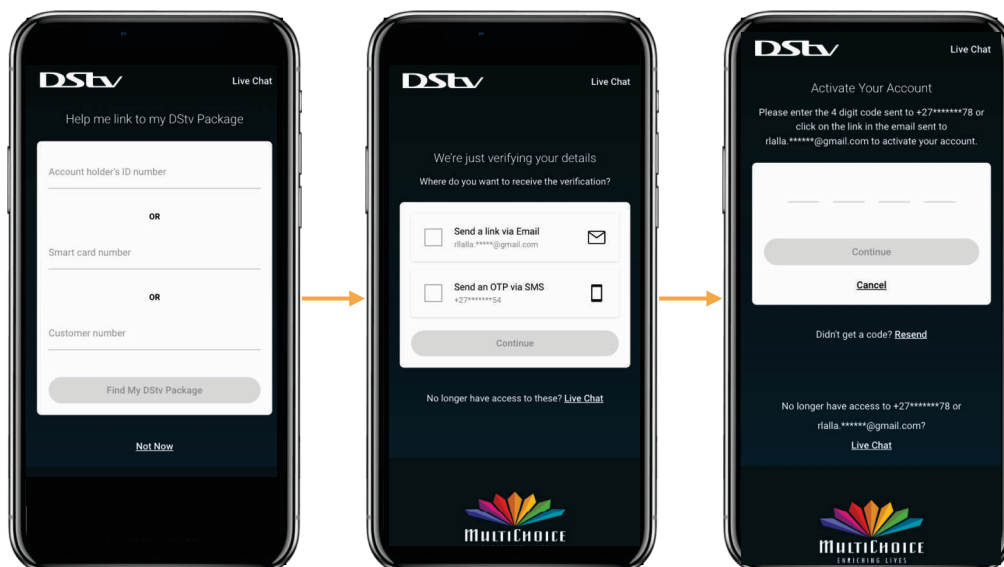 DStv
Live Chat
Help me link to my DStv Package
Account holder's ID number
OR
Smart card number
OR
Customer number
Find My DStv Package
Not Now
DStv
Live Chat
We're just verifying your details
Where do you want to receive the verification?
Send a link via Email
rllalla.*****@gmail.com
Send an OTP via SMS
+27*******54
Continue
No longer have access to these? Live Chat
MULTICHOICE
DStv
Live Chat
Activate Your Account
Please enter the 4 digit code sent to +27*******78 or
click on the link in the email sent to
rlalla.******@gmail.com to activate your account.
Continue
Cancel
Didn't get a code? Resend
No longer have access to +27*******78 or
rlalla.******@gmail.com?
Live Chat
MULTICHOICE
ENRICHING LIVES